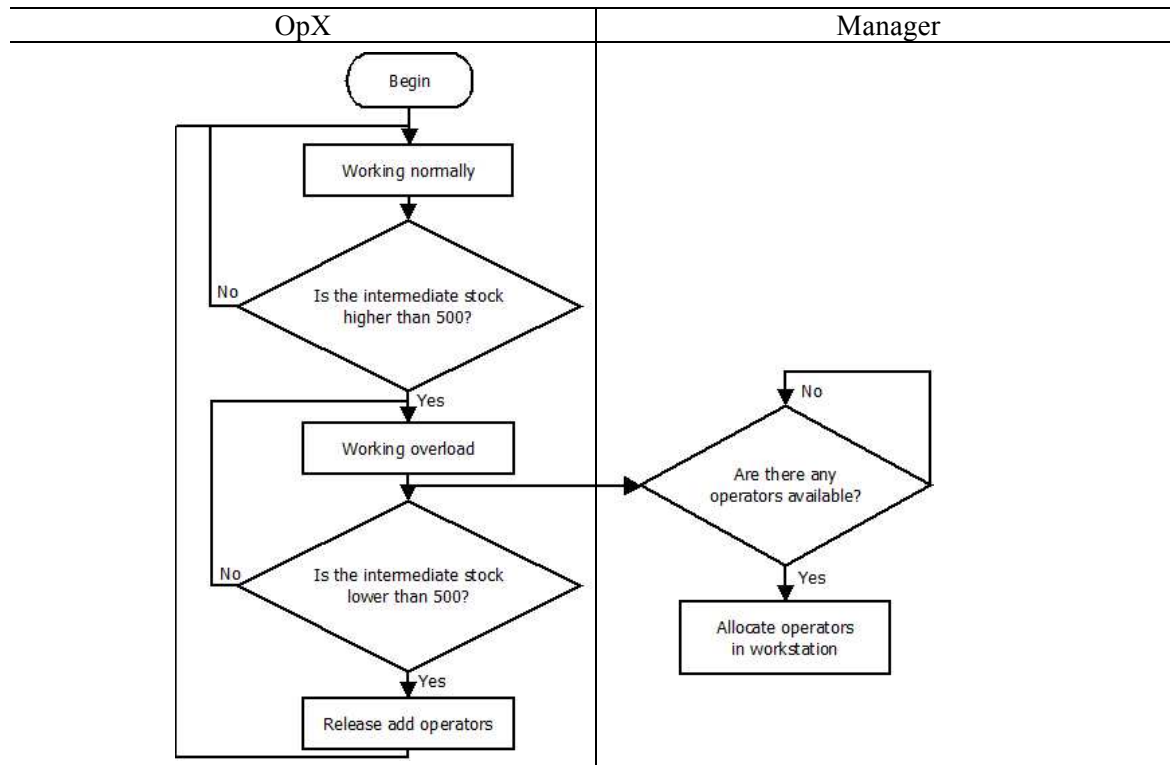 OpX
Manager
Begin
Working normally
Is the intermediate stock
higher than 500?
No
Yes
Working overload
Is the intermediate stock
lower than 500?
No
Yes
Release add operators
No
Are there any
operators available?
Yes
Allocate operators
in workstation